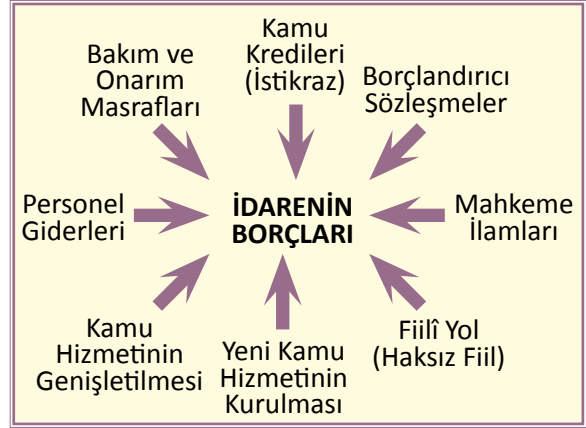 Kamu
Kredileri
(İstikraz)
Bakım ve
Onarım
Masrafları
Borçlandırıcı
Sözleşmeler
Personel
Giderleri
İDARENİN
BORÇLARI
Mahkeme
İlamları
Kamu
Hizmetinin
Genişletilmesi
Yeni Kamu
Hizmetinin
Kurulması
Fiilî Yol
(Haksız Fiil)